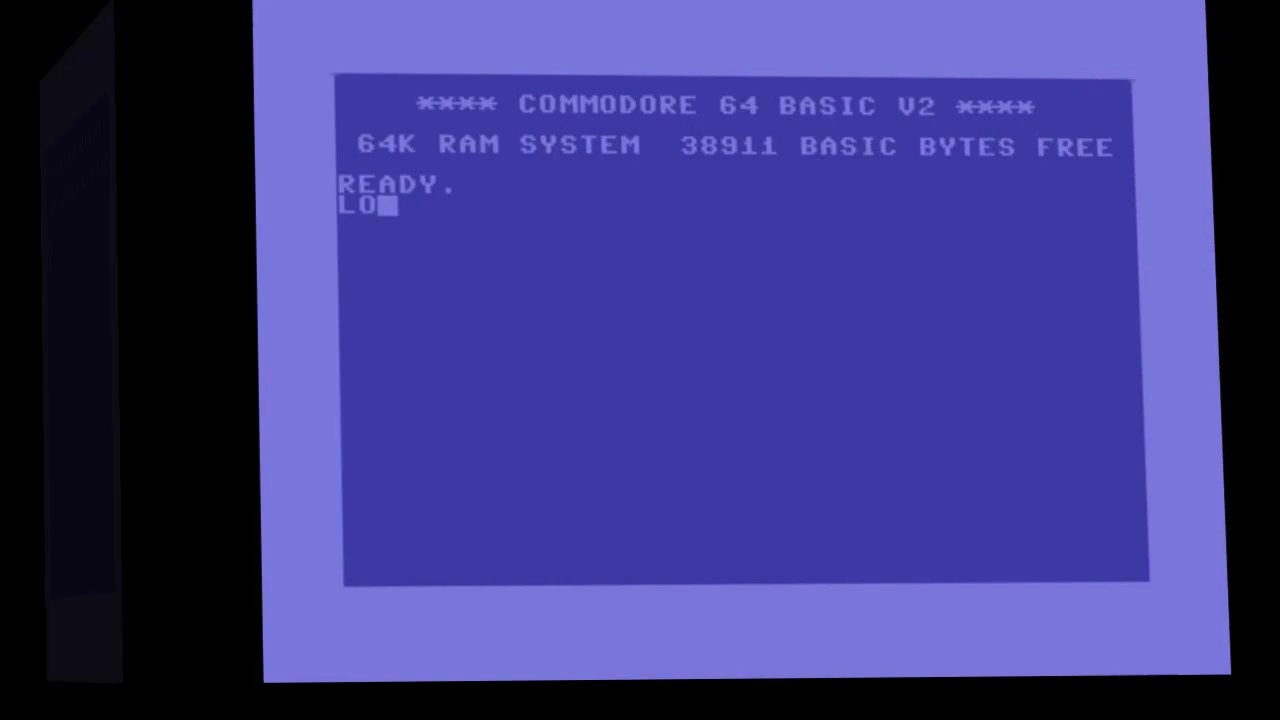 **** COMMODORE 64 BASIC V2 ****
64K RAM SYSTEM  38911 BASIC BYTES FREE
READY.
LO